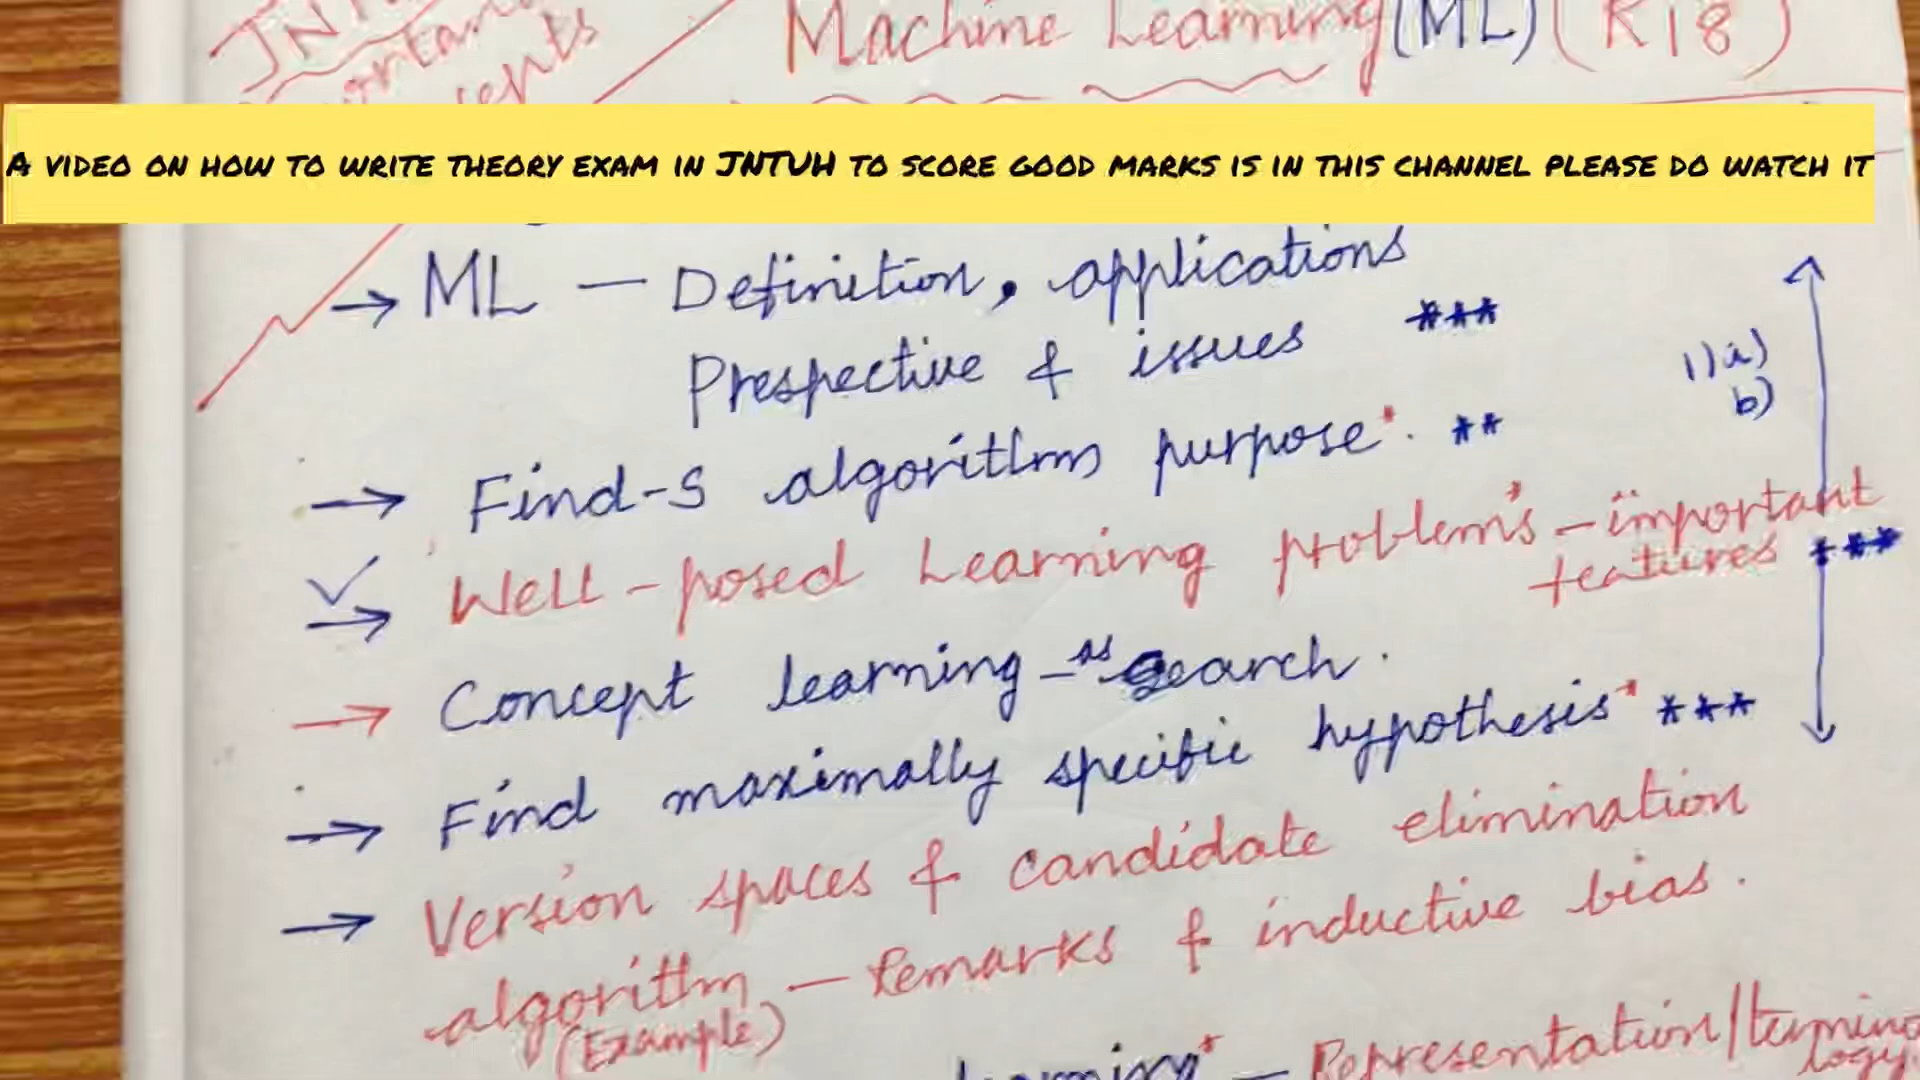 Machine Learning (ML) (R18)
A VIDEO ON HOW TO WRITE THEORY EXAM IN JNTUH TO SCORE GOOD MARKS IS IN THIS CHANNEL PLEASE DO WATCH IT
→ ML — Definition, applications
Prespective & issues ***
1) a)
b)
→ Find-S algorithm purpose*. **
✓
→ Well-posed Learning problem's* - important
features ***
→ Concept learning - as search.
→ Find maximally specific hypothesis* ***
→ Version spaces & candidate elimination
algorithm — Remarks & inductive bias.
(Example)
— Representation/termino
logy.